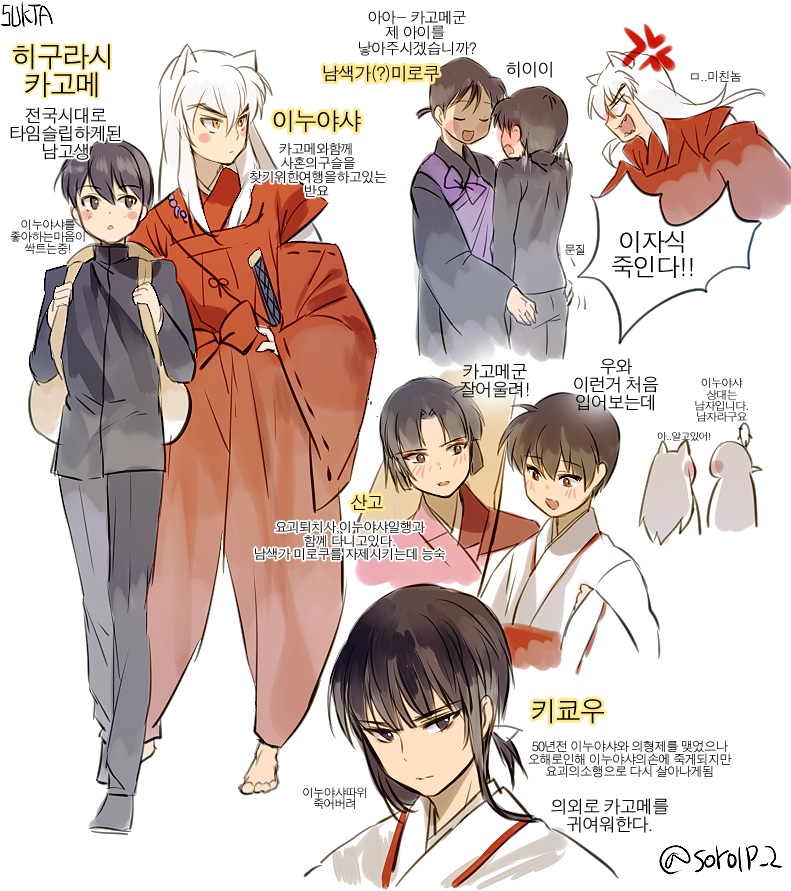 SUKTA
히구라시
카고메
전국시대로
타임슬립하게된
남고생
이누야샤를
좋아하는마음이
싹트는중!
이누야샤
카고메와함께
사혼의구슬을
찾기위한여행을하고있는
반요
아아- 카고메군
제 아이를
낳아주시겠습니까?
남색가(?)미로쿠
히이이
문질
ㅁ..미친놈
이자식
죽인다!!
카고메군
잘어울려!
우와
이런거 처음
입어보는데
이누야샤
상대는
남자입니다.
남자라구요
아..알고있어!
산고
요괴퇴치사.이누야샤일행과
함께 다니고있다.
남색가 미로쿠를 자제시키는데 능숙
키쿄우
50년전 이누야샤와 의형제를 맺었으나
오해로인해 이누야샤의손에 죽게되지만
요괴의소행으로 다시 살아나게됨
이누야샤따위
죽어버려
의외로 카고메를
귀여워한다.
@sorolP_2